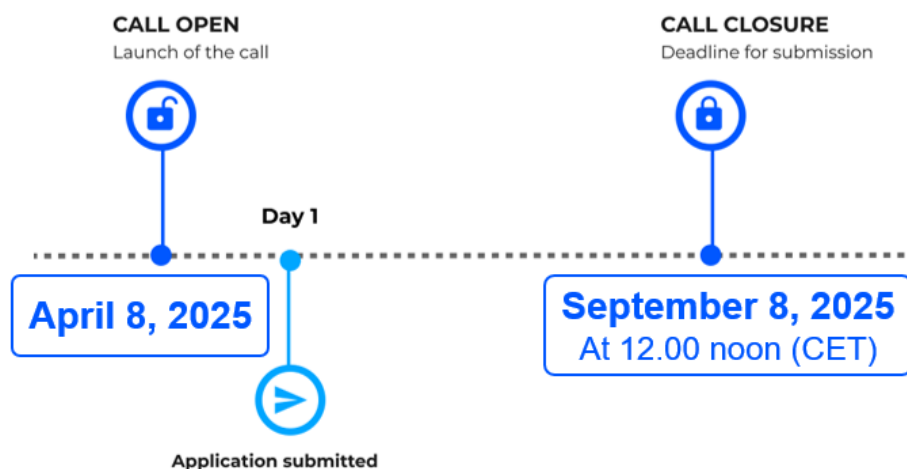 CALL OPEN
Launch of the call
CALL CLOSURE
Deadline for submission
Day 1
April 8, 2025
September 8, 2025
At 12.00 noon (CET)
Application submitted